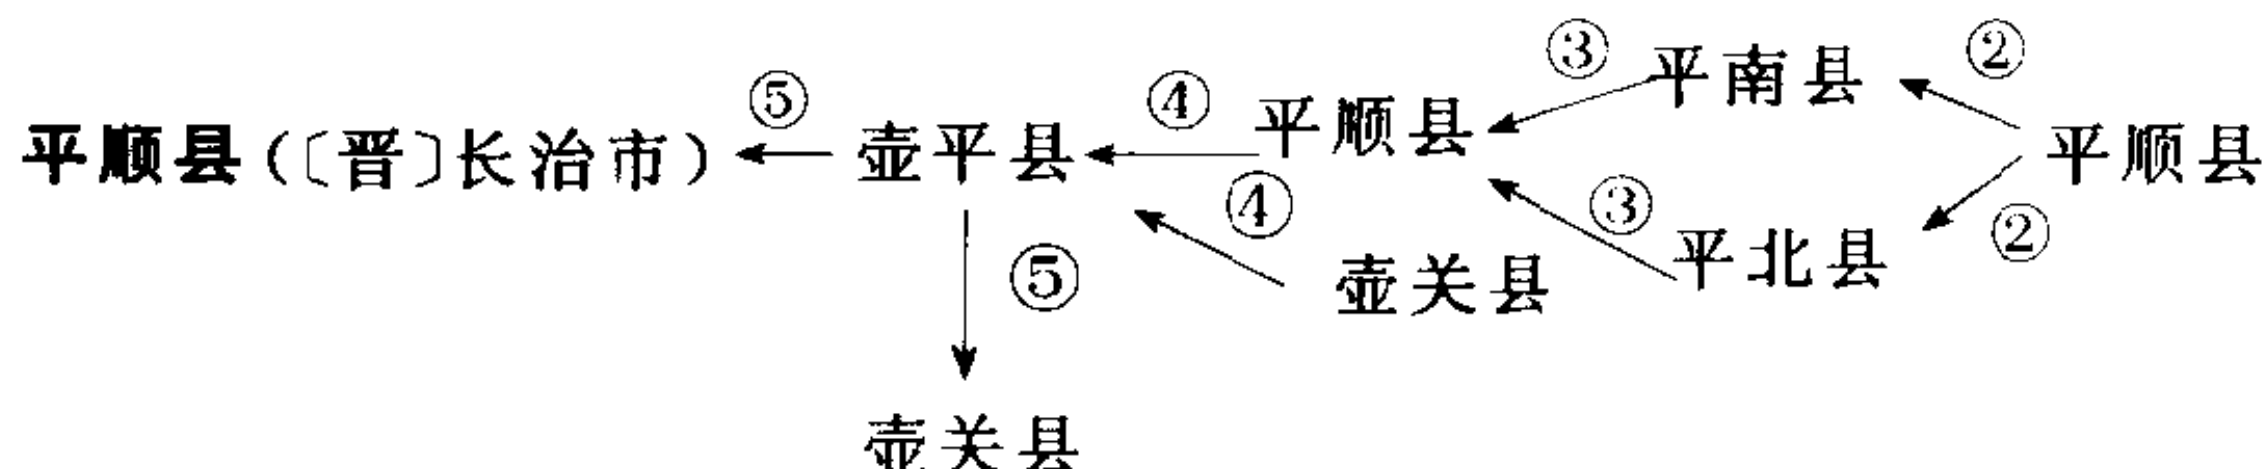 ③ 平南县 ②
⑤ ④ 平顺县
平顺县(〔晋〕长治市) 壶平县 平顺县
④ ③ ②
⑤ 壶关县 平北县
壶关县